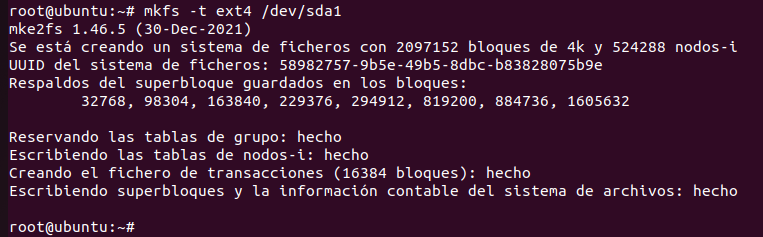 root@ubuntu:~# mkfs -t ext4 /dev/sda1
mke2fs 1.46.5 (30-Dec-2021)
Se está creando un sistema de ficheros con 2097152 bloques de 4k y 524288 nodos-i
UUID del sistema de ficheros: 58982757-9b5e-49b5-8dbc-b83828075b9e
Respaldos del superbloque guardados en los bloques:
32768, 98304, 163840, 229376, 294912, 819200, 884736, 1605632
Reservando las tablas de grupo: hecho
Escribiendo las tablas de nodos-i: hecho
Creando el fichero de transacciones (16384 bloques): hecho
Escribiendo superbloques y la información contable del sistema de archivos: hecho
root@ubuntu:~#